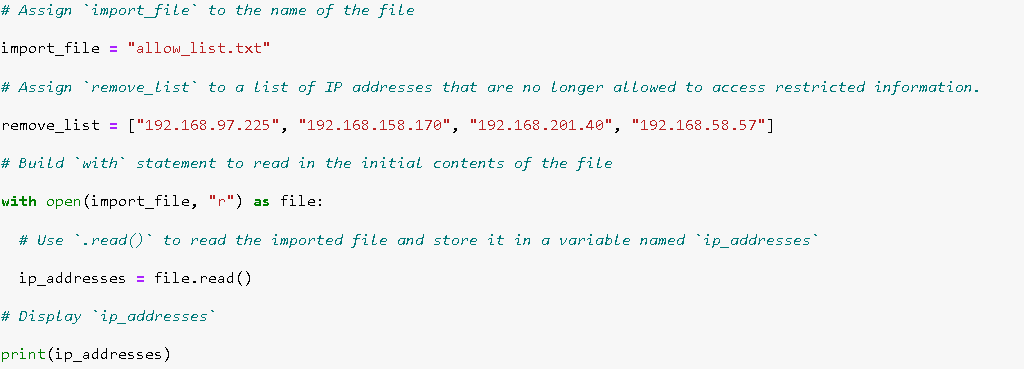 # Assign `import_file` to the name of the file
import_file = "allow_list.txt"
# Assign `remove_list` to a list of IP addresses that are no longer allowed to access restricted information.
remove_list = ["192.168.97.225", "192.168.158.170", "192.168.201.40", "192.168.58.57"]
# Build `with` statement to read in the initial contents of the file
with open(import_file, "r") as file:
  # Use `.read()` to read the imported file and store it in a variable named `ip_addresses`
  ip_addresses = file.read()
# Display `ip_addresses`
print(ip_addresses)